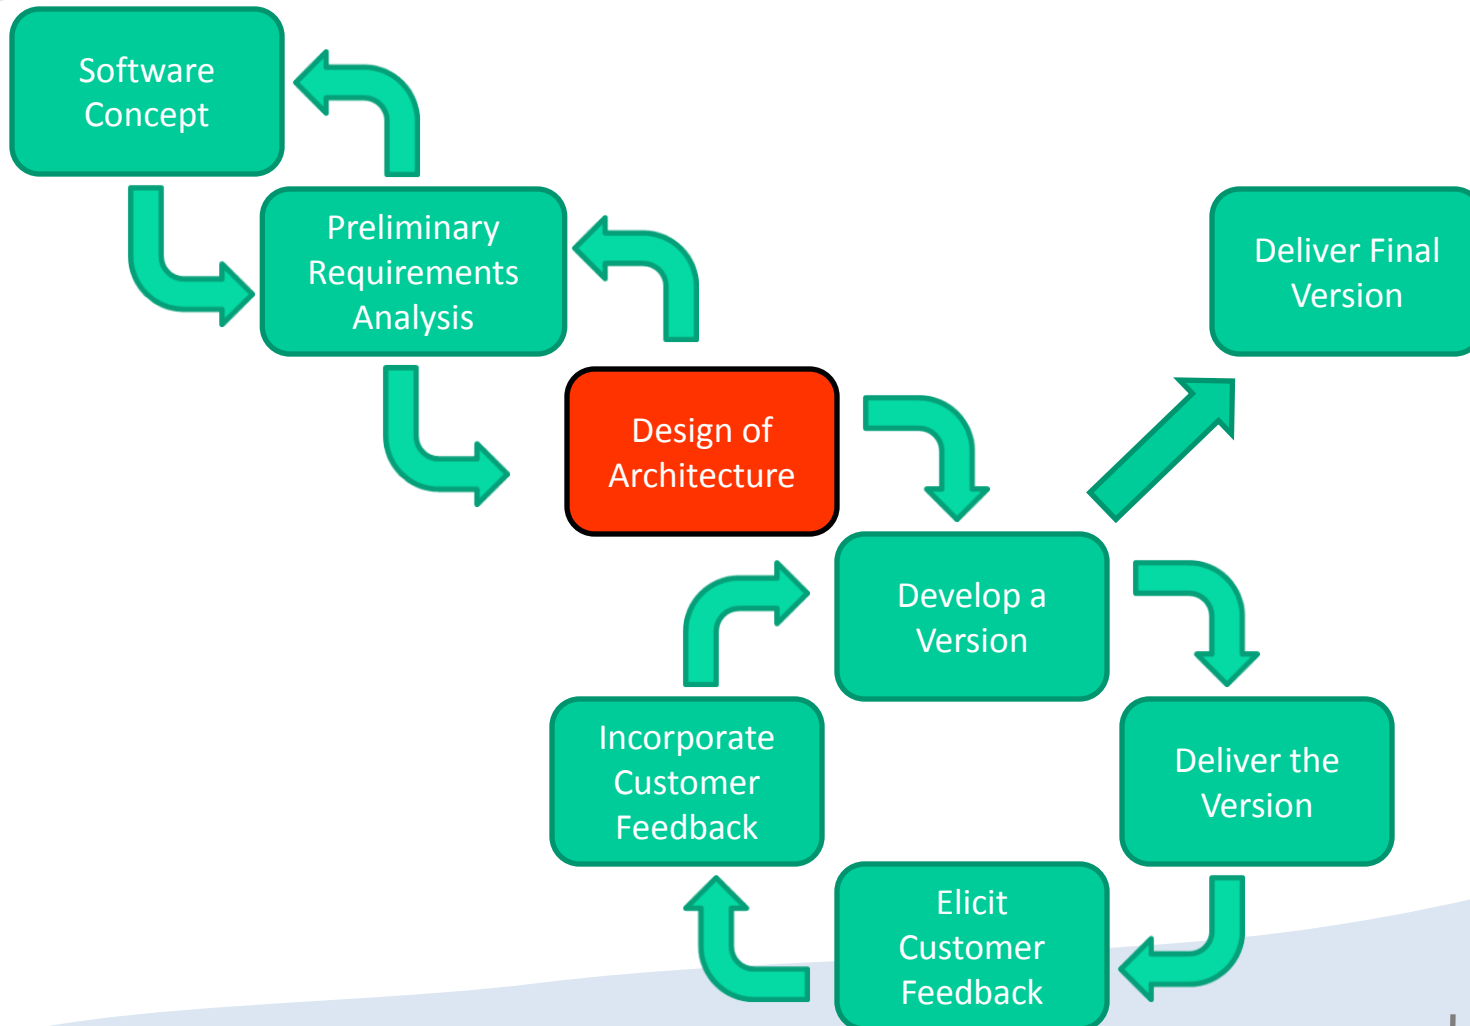 Software
Concept
Preliminary
Requirements
Analysis
Deliver Final
Version
Design of
Architecture
Develop a
Version
Incorporate
Customer
Feedback
Deliver the
Version
Elicit
Customer
Feedback